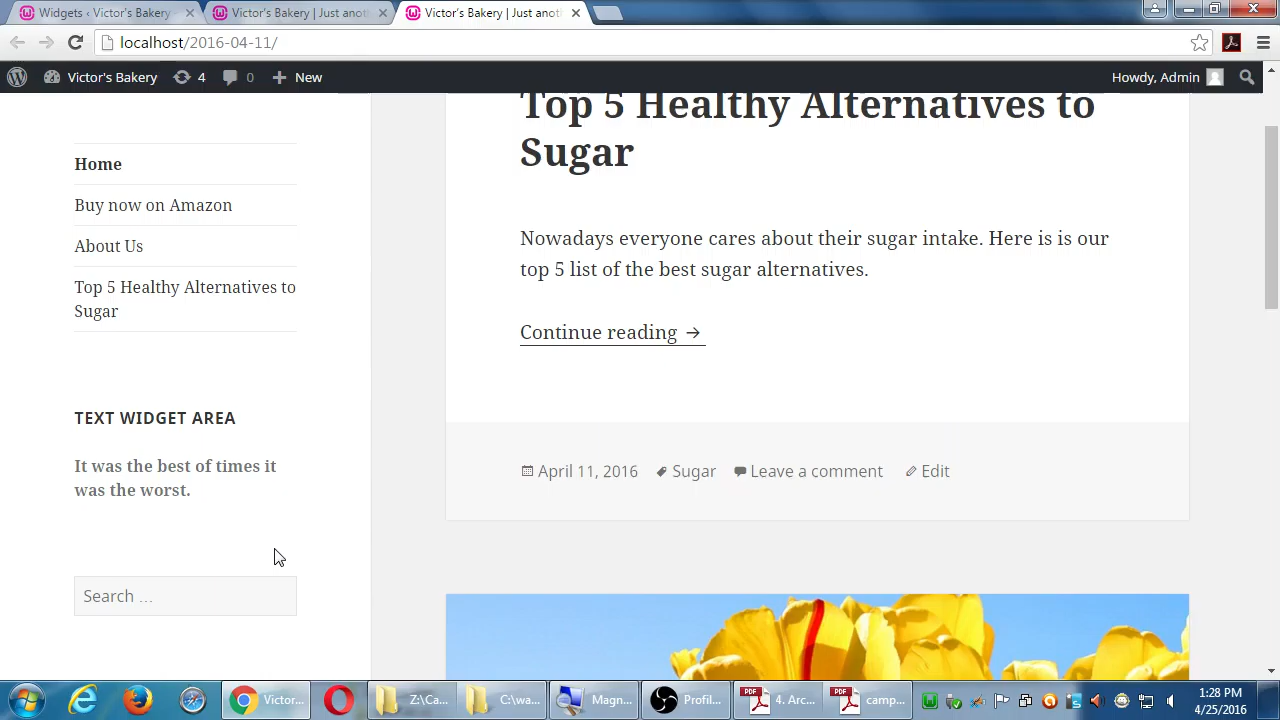 Widgets ‹ Victor's Bakery
Victor's Bakery | Just anot
Victor's Bakery | Just anot
localhost/2016-04-11/
Victor's Bakery
4
0
New
Howdy, Admin
Home
Buy now on Amazon
About Us
Top 5 Healthy Alternatives to
Sugar
TEXT WIDGET AREA
It was the best of times it
was the worst.
Search …
Top 5 Healthy Alternatives to
Sugar
Nowadays everyone cares about their sugar intake. Here is is our
top 5 list of the best sugar alternatives.
Continue reading →
April 11, 2016
Sugar
Leave a comment
Edit
Victor...
Z:\Ca...
C:\wa...
Magn...
Profil...
PDF
4. Arc...
PDF
camp...
1:28 PM
4/25/2016